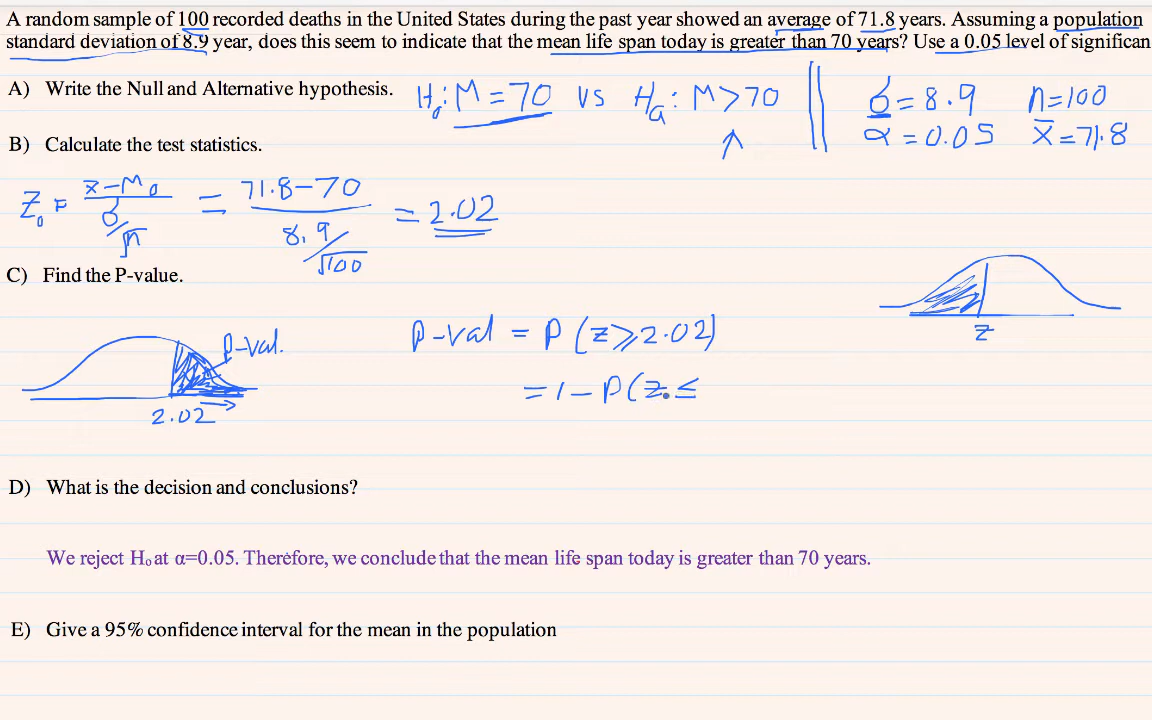 A random sample of 100 recorded deaths in the United States during the past year showed an average of 71.8 years. Assuming a population
standard deviation of 8.9 year, does this seem to indicate that the mean life span today is greater than 70 years? Use a 0.05 level of significan
A) Write the Null and Alternative hypothesis.
H₀: M = 70 vs Hₐ: M > 70
σ = 8.9 n = 100
α = 0.05 x̄ = 71.8
B) Calculate the test statistics.
Z₀ = (x̄ − M₀) / (σ/√n) = (71.8 − 70) / (8.9/√100) = 2.02
C) Find the P-value.
Z
P-val = P(Z ⩾ 2.02)
p-val.
= 1 − P(Z ≤
2.02
D) What is the decision and conclusions?
We reject H₀ at α=0.05. Therefore, we conclude that the mean life span today is greater than 70 years.
E) Give a 95% confidence interval for the mean in the population